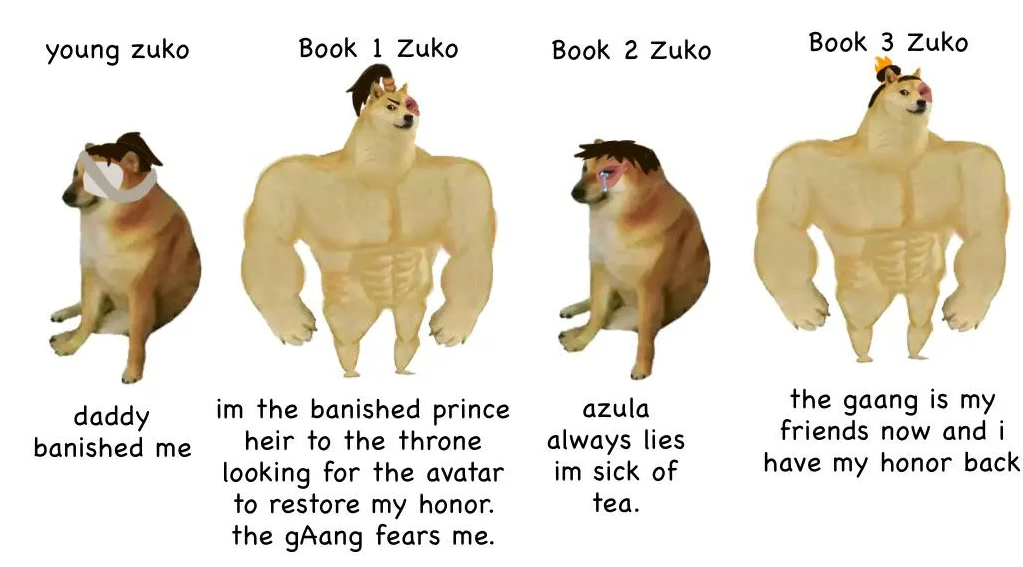 young zuko
Book 1 Zuko
Book 2 Zuko
Book 3 Zuko
daddy
banished me
im the banished prince
heir to the throne
looking for the avatar
to restore my honor.
the gAang fears me.
azula
always lies
im sick of
tea.
the gaang is my
friends now and i
have my honor back